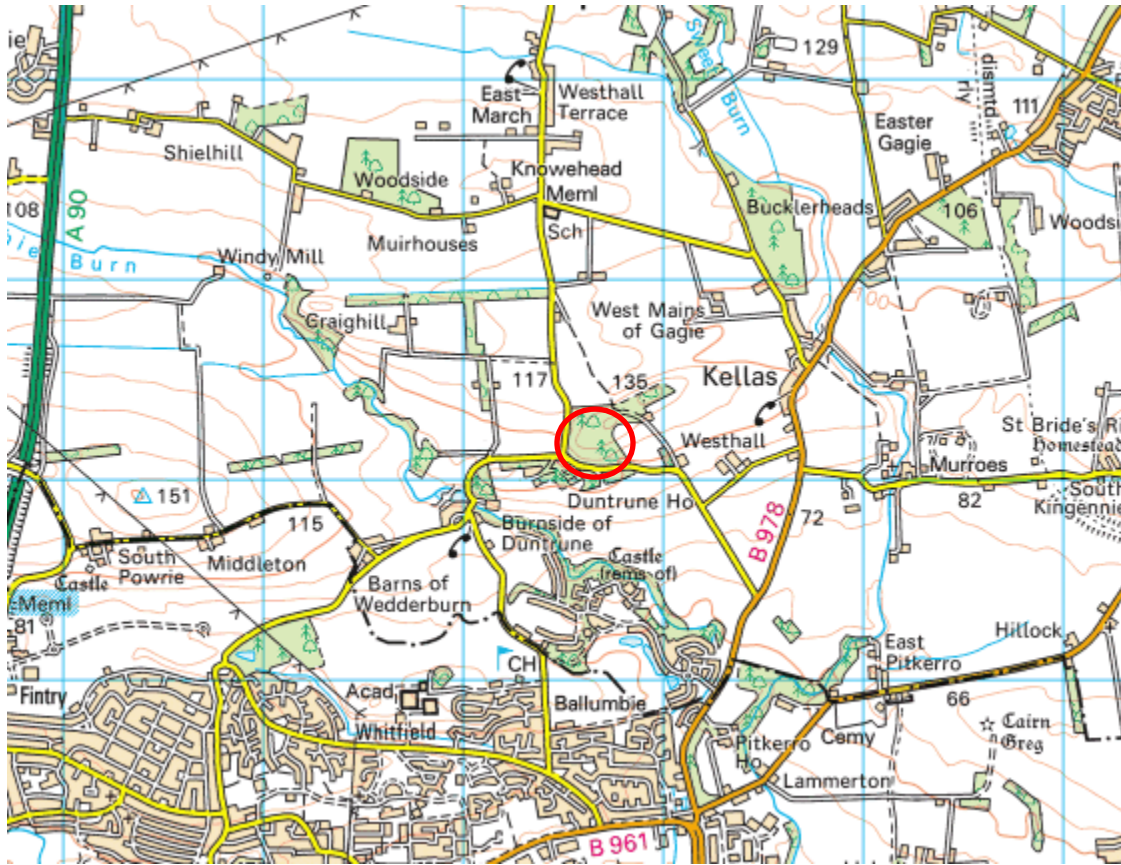 129
East
March
Westhall
Terrace
Sweet
Burn
dismtd
rly
111
Easter
Gagie
Shielhill
Knowehead
Meml
Woodside
Sch
Bucklerheads
106
108
A 90
Muirhouses
Burn
Windy Mill
100
Craighill
West Mains
of Gagie
117
135
Kellas
Westhall
Murroes
Homestead
82
South
Kingennie
151
115
Duntrune Ho
72
B 978
South
Powrie
Middleton
Burnside of
Duntrune
Castle
(rems of)
Castle
Meml
81
Barns of
Wedderburn
Hillock
East
Pitkerro
CH
Fintry
Acad
Ballumbie
66
Whitfield
Cemy
Cairn
Greg
Pitkerro
Ho
Lammerton
B 961